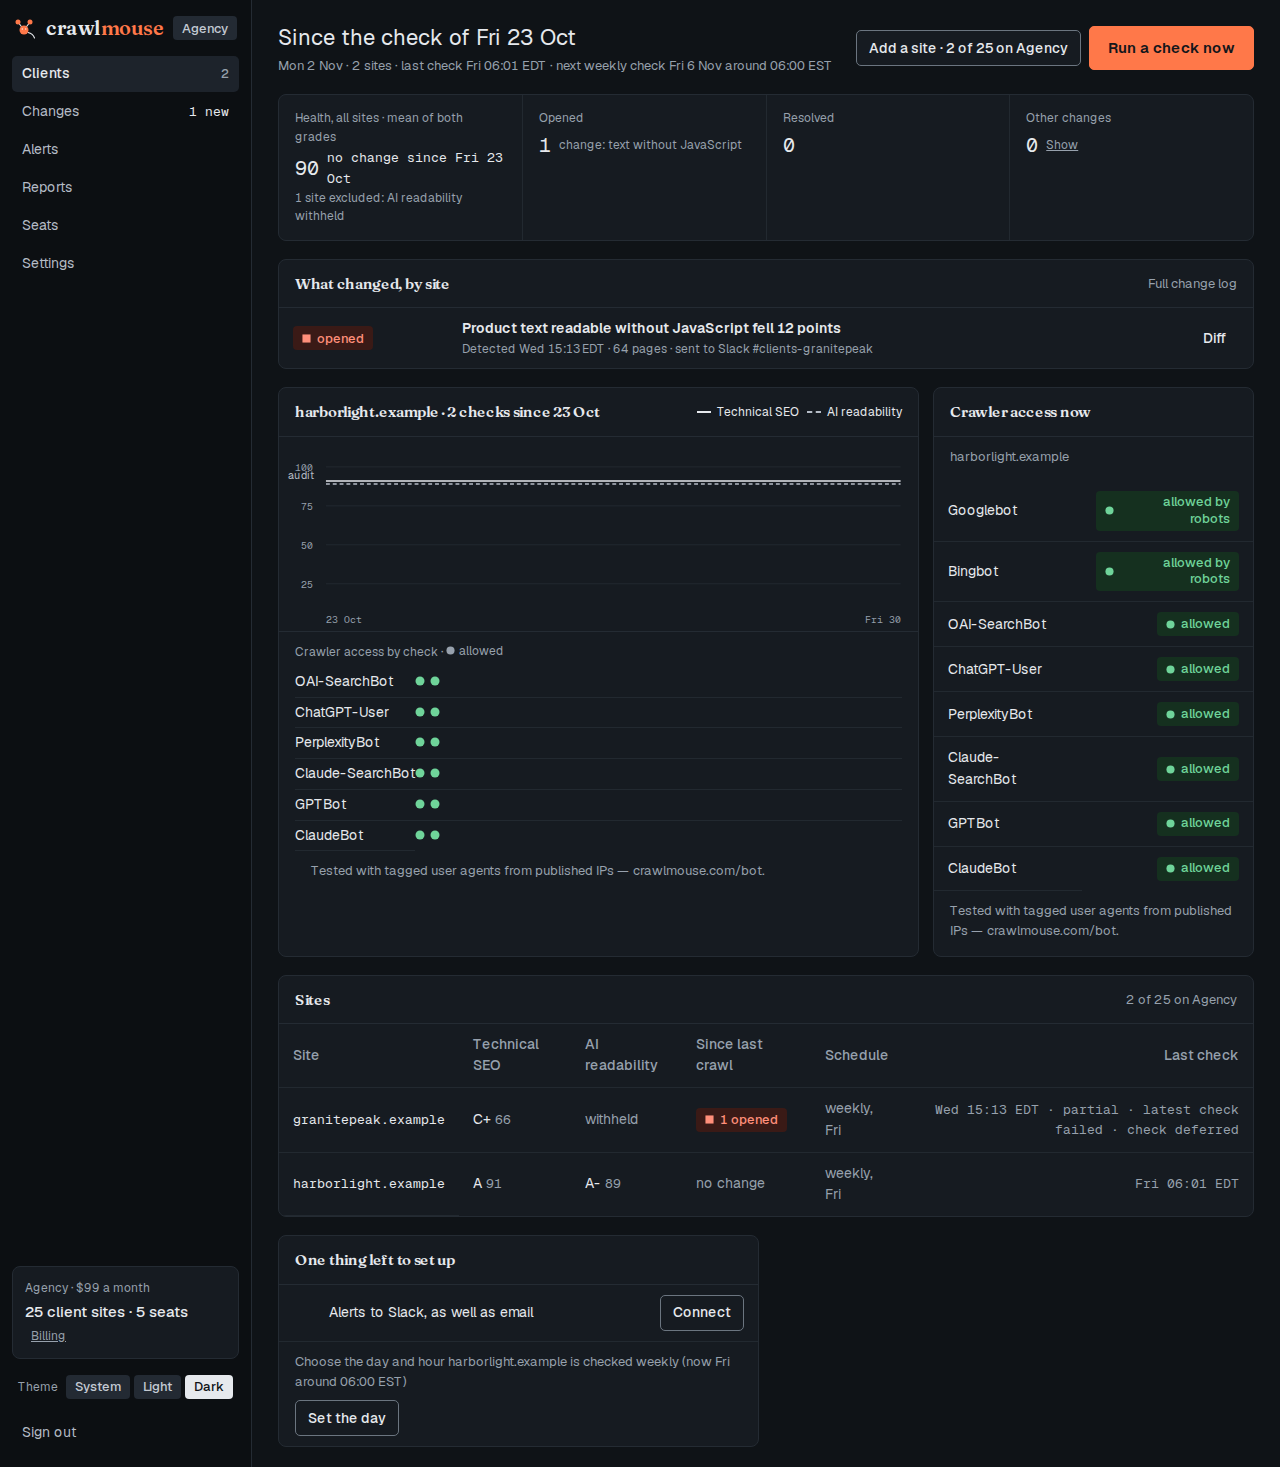 crawlmouse Agency
Clients 2
Changes 1 new
Alerts
Reports
Seats
Settings
Agency · $99 a month
25 client sites · 5 seats
Billing
Theme System Light Dark
Sign out
Since the check of Fri 23 Oct
Mon 2 Nov · 2 sites · last check Fri 06:01 EDT · next weekly check Fri 6 Nov around 06:00 EST
Add a site · 2 of 25 on Agency
Run a check now
Health, all sites · mean of both
grades
90 no change since Fri 23
Oct
1 site excluded: AI readability
withheld
Opened
1 change: text without JavaScript
Resolved
0
Other changes
0 Show
What changed, by site
Full change log
opened
Product text readable without JavaScript fell 12 points
Detected Wed 15:13 EDT · 64 pages · sent to Slack #clients-granitepeak
Diff
harborlight.example · 2 checks since 23 Oct
Technical SEO AI readability
100
audit
75
50
25
23 Oct Fri 30
Crawler access by check · allowed
OAI-SearchBot
ChatGPT-User
PerplexityBot
Claude-SearchBot
GPTBot
ClaudeBot
Tested with tagged user agents from published IPs — crawlmouse.com/bot.
Crawler access now
harborlight.example
Googlebot allowed by
robots
Bingbot allowed by
robots
OAI-SearchBot allowed
ChatGPT-User allowed
PerplexityBot allowed
Claude-
SearchBot allowed
GPTBot allowed
ClaudeBot allowed
Tested with tagged user agents from published
IPs — crawlmouse.com/bot.
Sites
2 of 25 on Agency
Site Technical SEO AI readability Since last crawl Schedule Last check
granitepeak.example C+ 66 withheld 1 opened weekly, Fri Wed 15:13 EDT · partial · latest check
failed · check deferred
harborlight.example A 91 A- 89 no change weekly, Fri Fri 06:01 EDT
One thing left to set up
Alerts to Slack, as well as email
Connect
Choose the day and hour harborlight.example is checked weekly (now Fri
around 06:00 EST)
Set the day